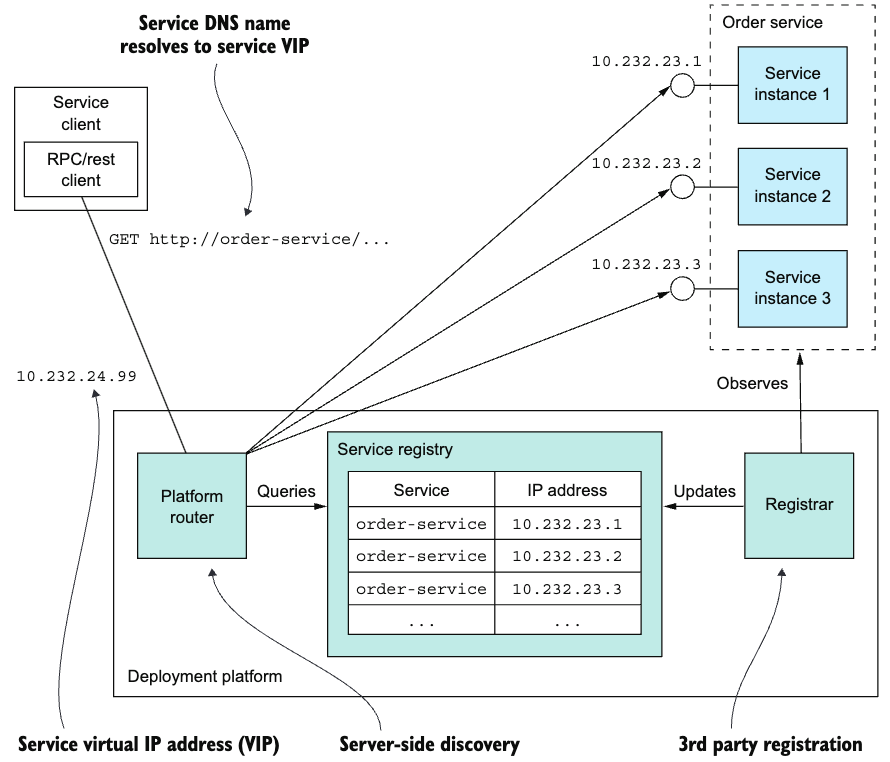 Service DNS name
resolves to service VIP
Order service
10.232.23.1
Service
instance 1
Service
client
RPC/rest
client
10.232.23.2
Service
instance 2
GET http://order-service/...
10.232.23.3
Service
instance 3
10.232.24.99
Observes
Service registry
Platform
router
Queries
Service
IP address
order-service
10.232.23.1
order-service
10.232.23.2
order-service
10.232.23.3
...
...
Updates
Registrar
Deployment platform
Service virtual IP address (VIP)
Server-side discovery
3rd party registration